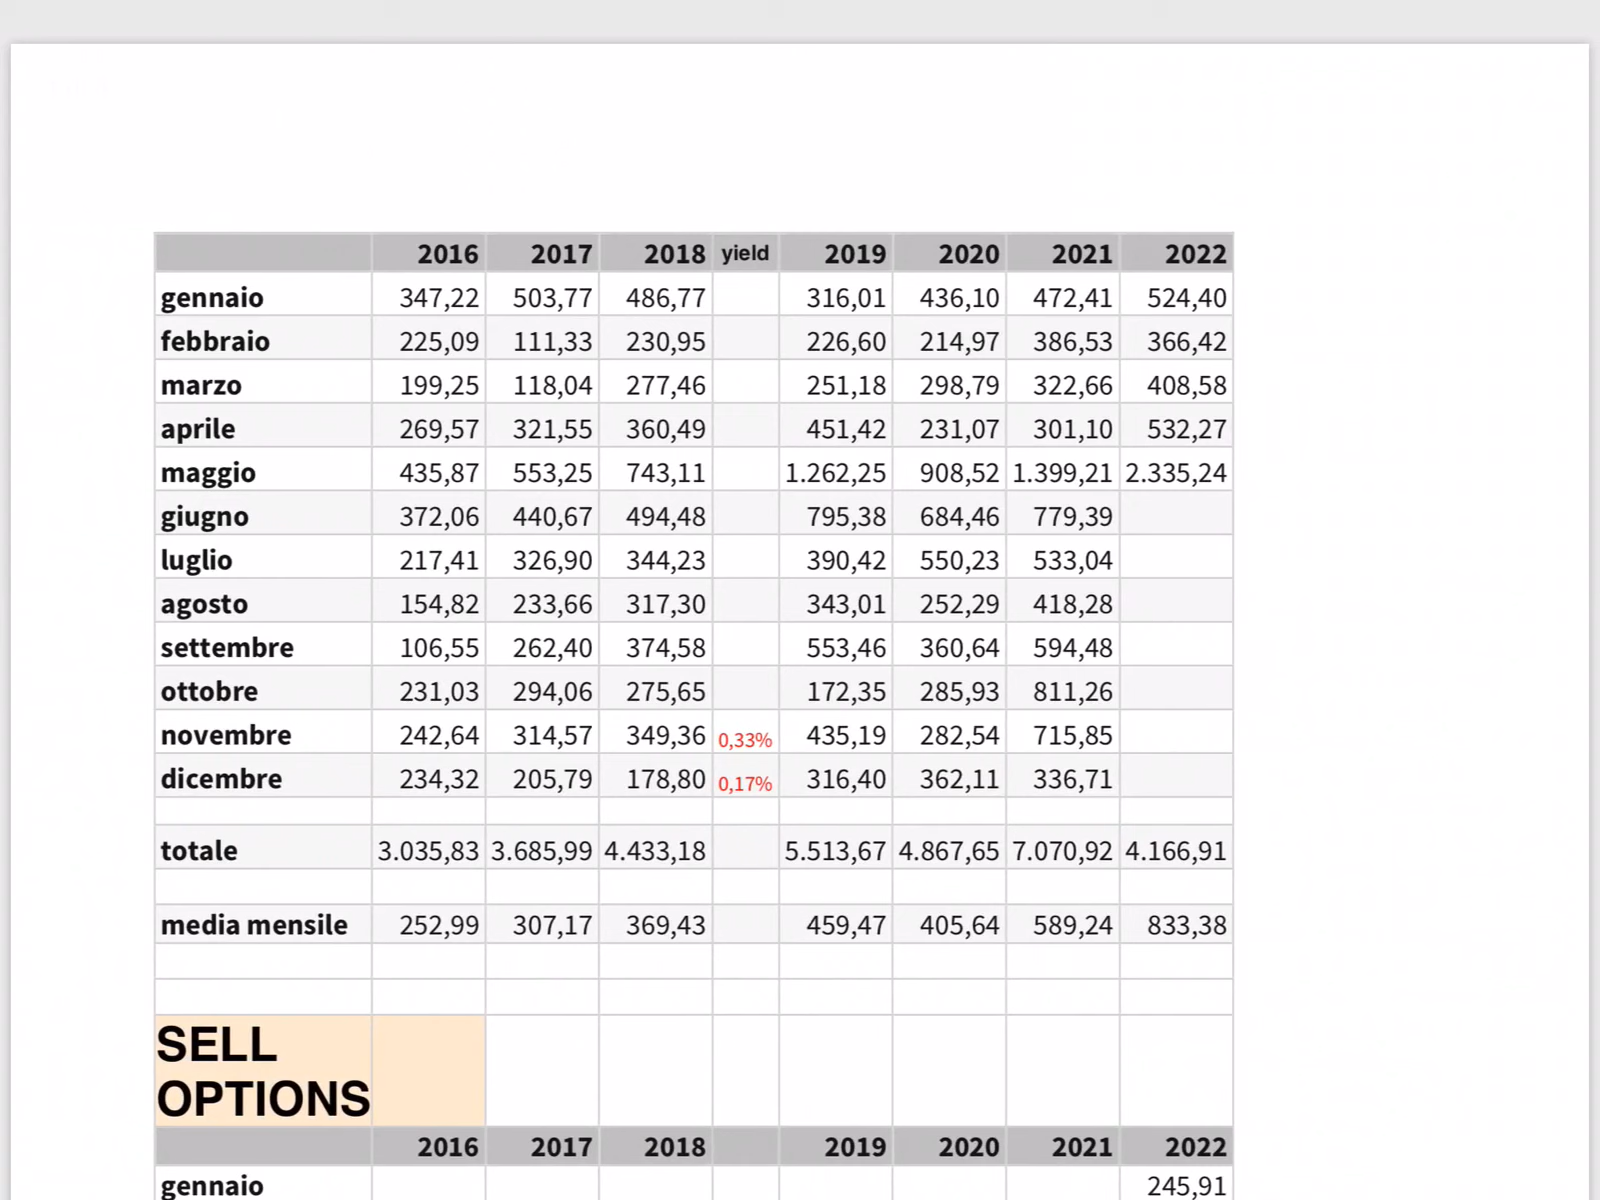 2016 2017 2018 yield 2019 2020 2021 2022
gennaio 347,22 503,77 486,77 316,01 436,10 472,41 524,40
febbraio 225,09 111,33 230,95 226,60 214,97 386,53 366,42
marzo 199,25 118,04 277,46 251,18 298,79 322,66 408,58
aprile 269,57 321,55 360,49 451,42 231,07 301,10 532,27
maggio 435,87 553,25 743,11 1.262,25 908,52 1.399,21 2.335,24
giugno 372,06 440,67 494,48 795,38 684,46 779,39
luglio 217,41 326,90 344,23 390,42 550,23 533,04
agosto 154,82 233,66 317,30 343,01 252,29 418,28
settembre 106,55 262,40 374,58 553,46 360,64 594,48
ottobre 231,03 294,06 275,65 172,35 285,93 811,26
novembre 242,64 314,57 349,36 0,33% 435,19 282,54 715,85
dicembre 234,32 205,79 178,80 0,17% 316,40 362,11 336,71
totale 3.035,83 3.685,99 4.433,18 5.513,67 4.867,65 7.070,92 4.166,91
media mensile 252,99 307,17 369,43 459,47 405,64 589,24 833,38
SELL
OPTIONS
2016 2017 2018 2019 2020 2021 2022
gennaio 245,91